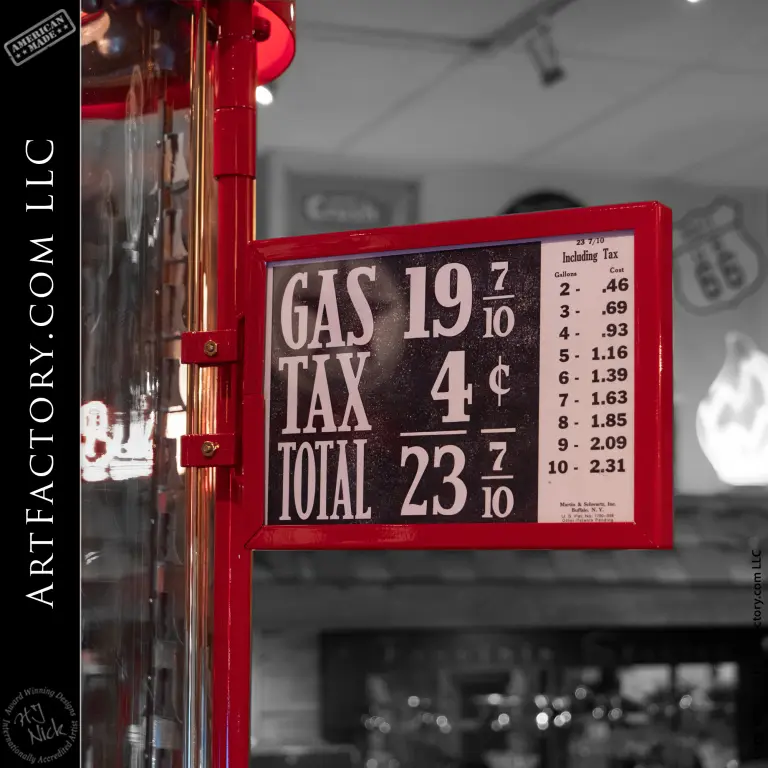 AMERICAN
MADE
ARTFACTORY.COM LLC
GAS 19 7/10
TAX 4 ¢
TOTAL 23 7/10
23 7/10
Including Tax
Gallons Cost
2 - .46
3 - .69
4 - .93
5 - 1.16
6 - 1.39
7 - 1.63
8 - 1.85
9 - 2.09
10 - 2.31
Martin & Schwartz, Inc.
Buffalo, N. Y.
Crush
66
ctory.com LLC
Award Winning Designs
HJ Nick
Internationally Accredited Artist